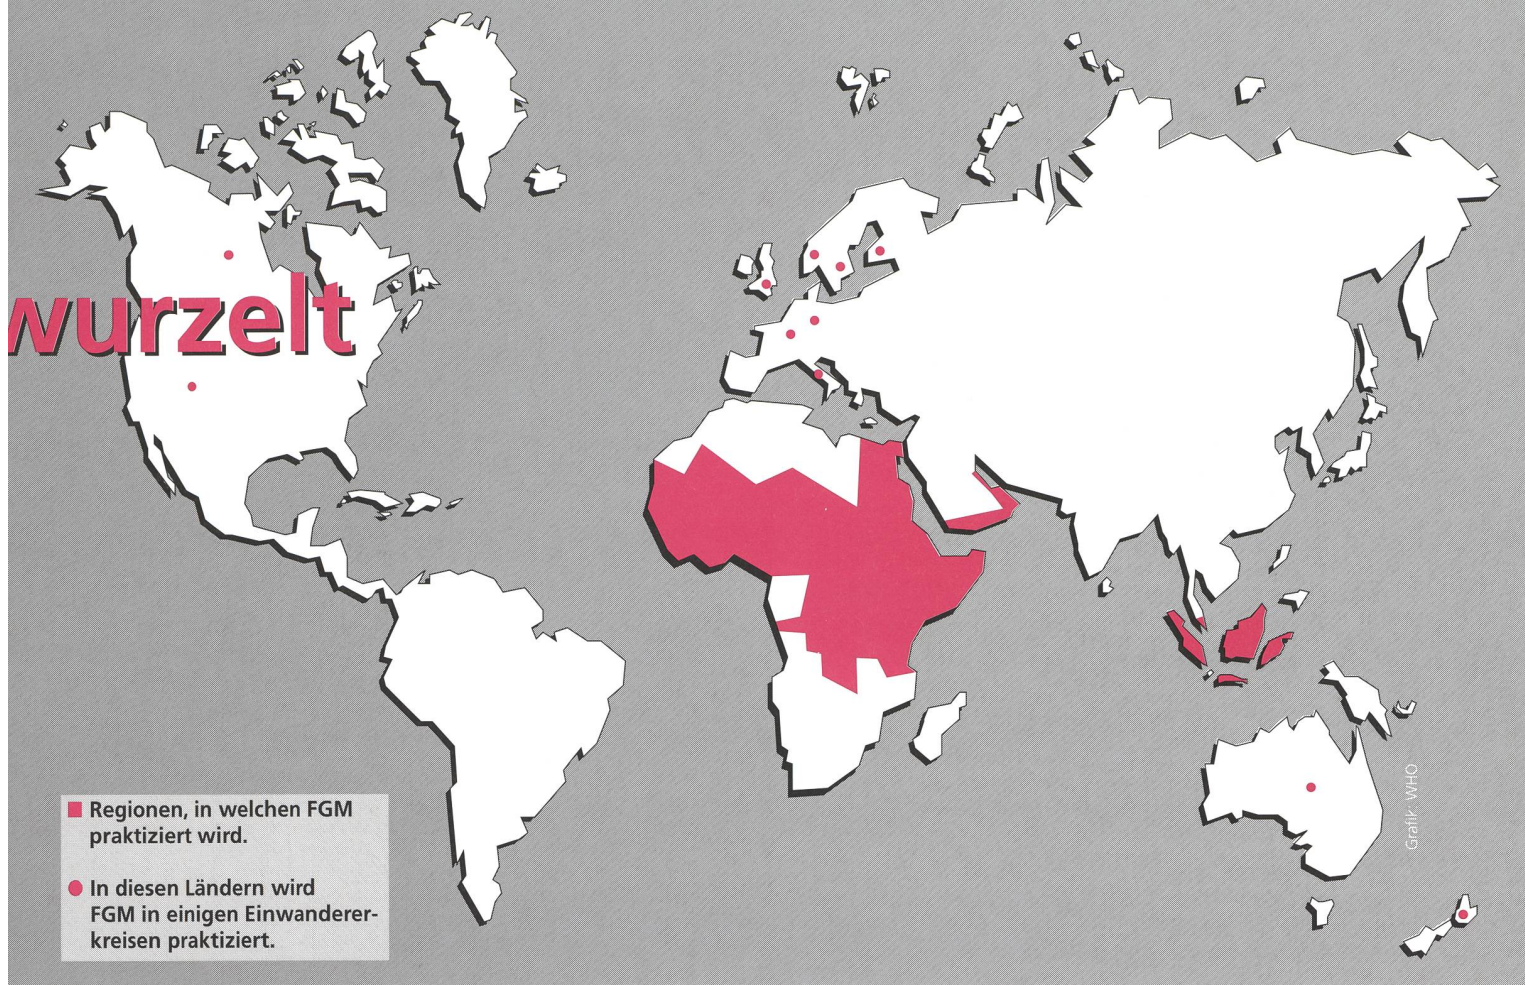 wurzelt
Regionen, in welchen FGM
praktiziert wird.
In diesen Ländern wird
FGM in einigen Einwanderer-
kreisen praktiziert.
Grafik: WHO